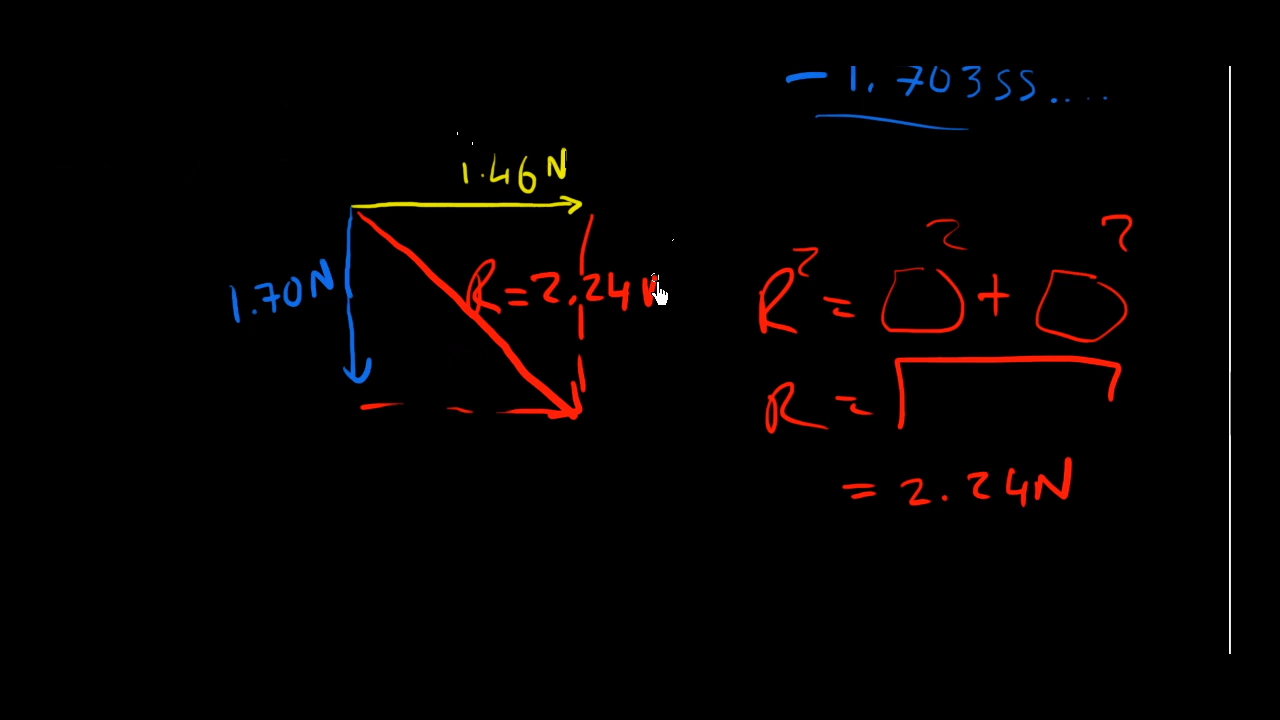 - 1.70355....
1.46N
1.70N
R=2.24N
R² = ² + ²
R = √
= 2.24N